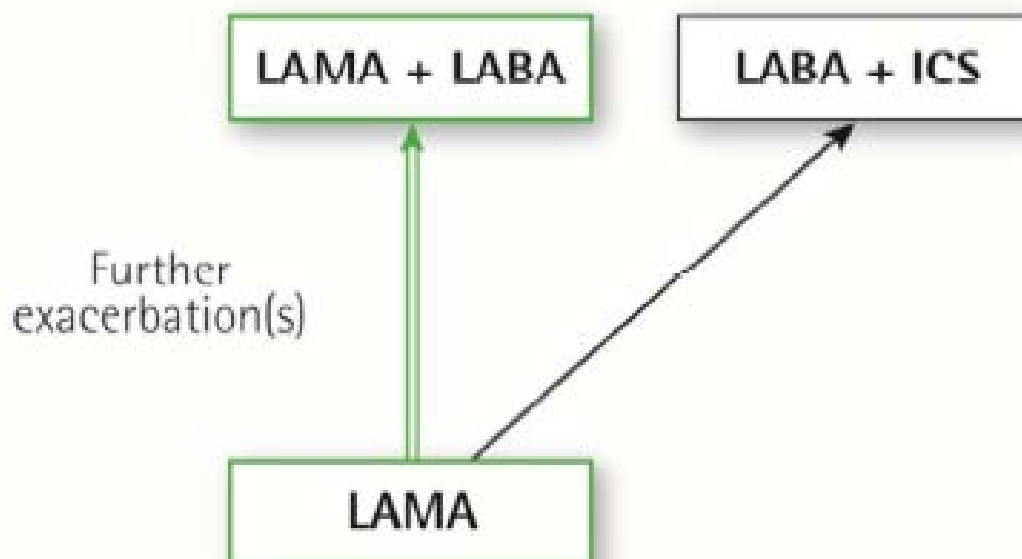 LAMA + LABA
LABA + ICS
Further
exacerbation(s)
LAMA